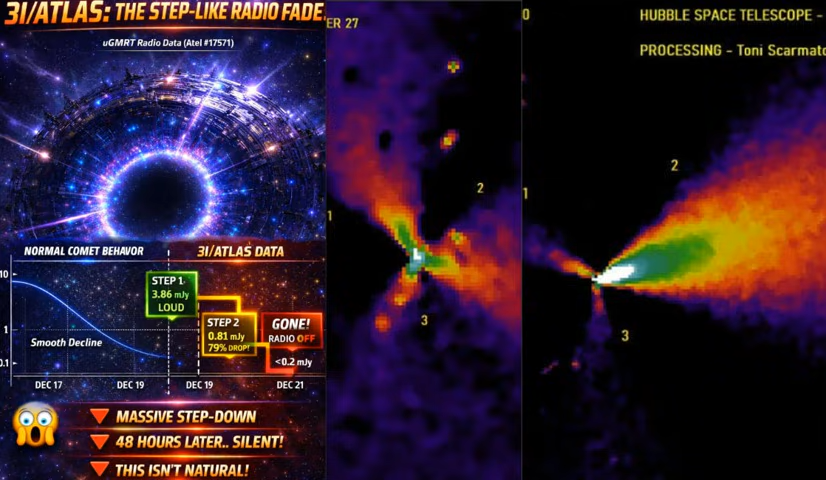 3I/ATLAS: THE STEP-LIKE RADIO FADE
uGMRT Radio Data (Atel #17571)
NORMAL COMET BEHAVIOR
3I/ATLAS DATA
10
1
0.1
Smooth Decline
STEP 1
3.86 mJy
LOUD
STEP 2
0.81 mJy
79% DROP!
GONE!
RADIO OFF
<0.2 mJy
DEC 17
DEC 19
DEC 19
DEC 21
MASSIVE STEP-DOWN
48 HOURS LATER.. SILENT!
THIS ISN'T NATURAL!
ER 27
1
2
3
0
HUBBLE SPACE TELESCOPE -
PROCESSING - Toni Scarmato
1
2
3